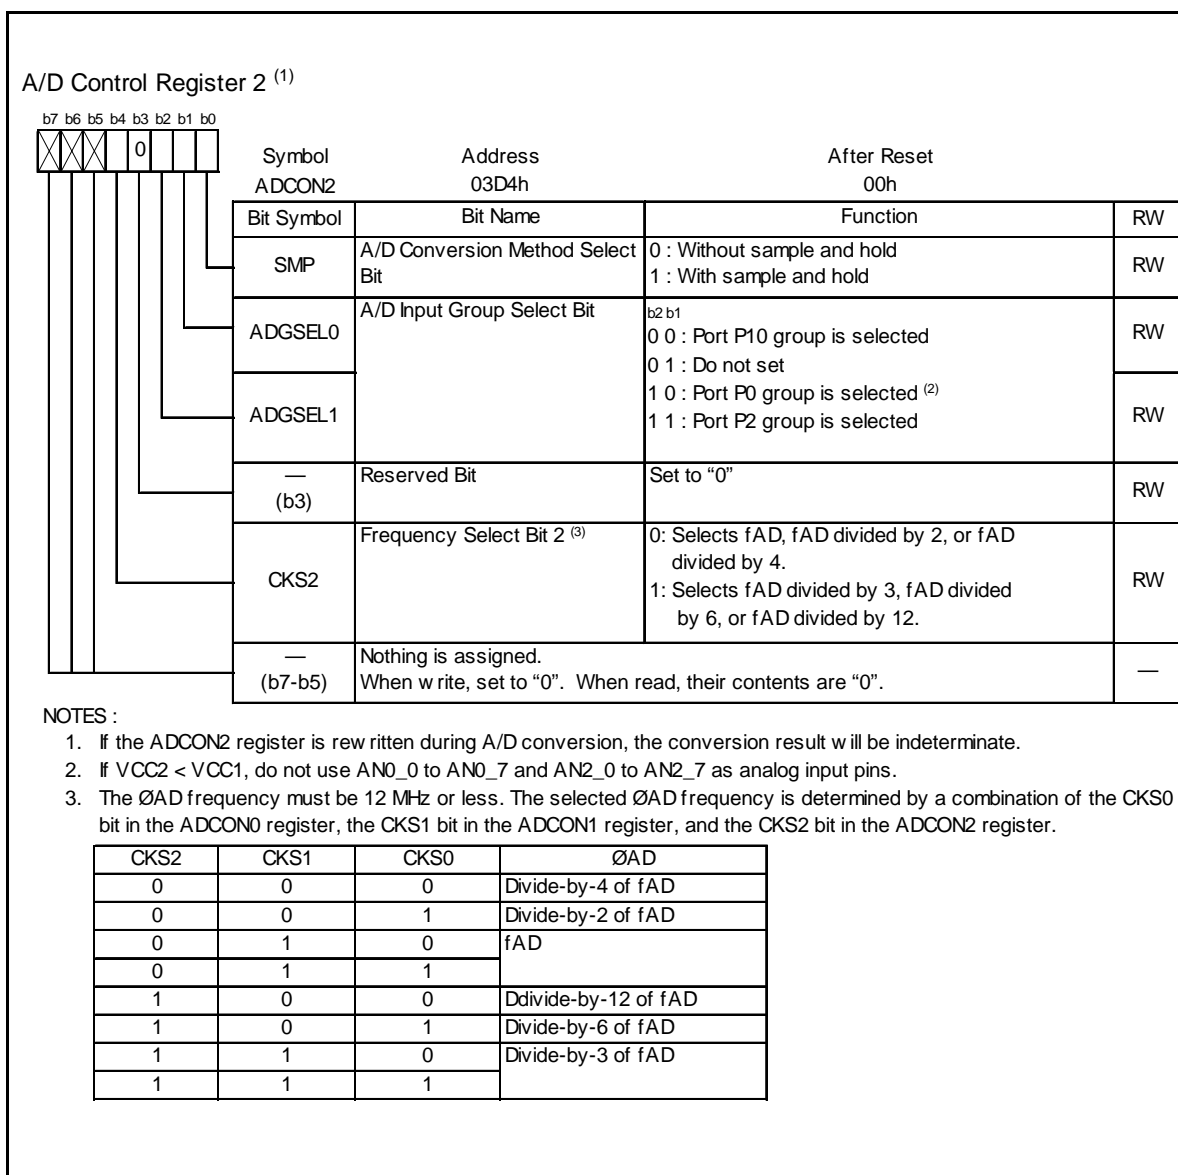 A/D Control Register 2 (1)
b7 b6 b5 b4 b3 b2 b1 b0
0
Symbol Address After Reset
ADCON2 03D4h 00h
Bit Symbol Bit Name Function RW
SMP A/D Conversion Method Select Bit 0 : Without sample and hold RW
1 : With sample and hold
ADGSEL0 A/D Input Group Select Bit b2 b1 RW
0 0 : Port P10 group is selected
0 1 : Do not set
ADGSEL1 1 0 : Port P0 group is selected (2) RW
1 1 : Port P2 group is selected
— (b3) Reserved Bit Set to “0” RW
CKS2 Frequency Select Bit 2 (3) 0: Selects fAD, fAD divided by 2, or fAD RW
divided by 4.
1: Selects fAD divided by 3, fAD divided
by 6, or fAD divided by 12.
— (b7-b5) Nothing is assigned. —
When write, set to “0”. When read, their contents are “0”.
NOTES :
1. If the ADCON2 register is rewritten during A/D conversion, the conversion result will be indeterminate.
2. If VCC2 < VCC1, do not use AN0_0 to AN0_7 and AN2_0 to AN2_7 as analog input pins.
3. The ØAD frequency must be 12 MHz or less. The selected ØAD frequency is determined by a combination of the CKS0
bit in the ADCON0 register, the CKS1 bit in the ADCON1 register, and the CKS2 bit in the ADCON2 register.
CKS2 CKS1 CKS0 ØAD
0 0 0 Divide-by-4 of fAD
0 0 1 Divide-by-2 of fAD
0 1 0 fAD
0 1 1
1 0 0 Ddivide-by-12 of fAD
1 0 1 Divide-by-6 of fAD
1 1 0 Divide-by-3 of fAD
1 1 1